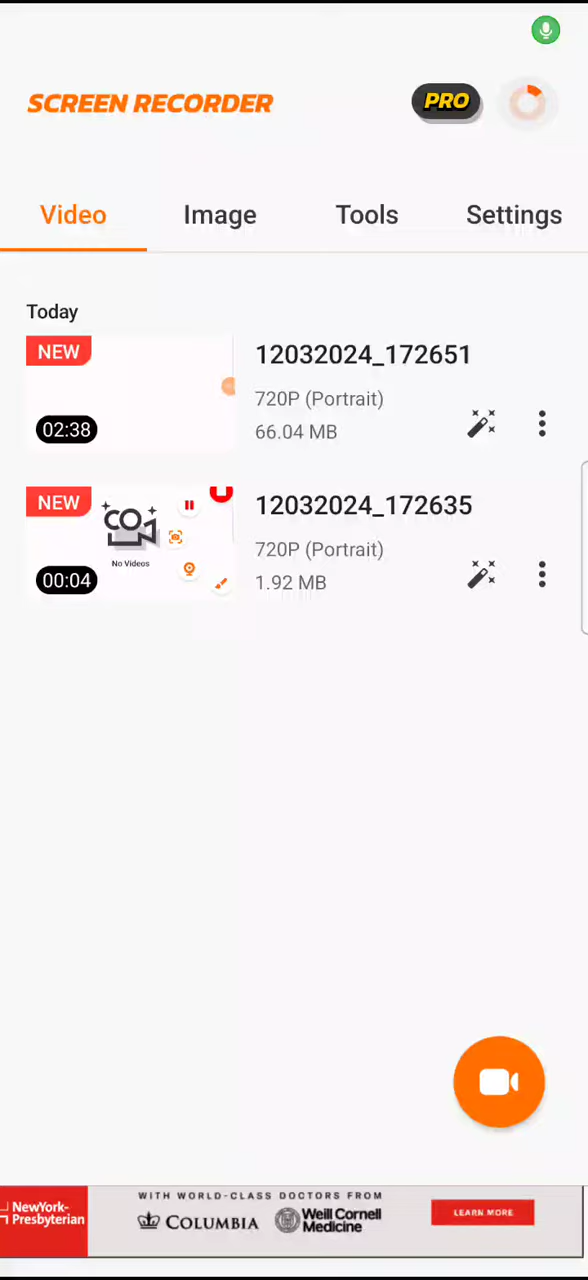 SCREEN RECORDER
PRO
Video Image Tools Settings
Today
NEW
02:38
12032024_172651
720P (Portrait)
66.04 MB
NEW
No Videos
00:04
12032024_172635
720P (Portrait)
1.92 MB
NewYork-
Presbyterian
WITH WORLD-CLASS DOCTORS FROM
COLUMBIA
Weill Cornell
Medicine
LEARN MORE